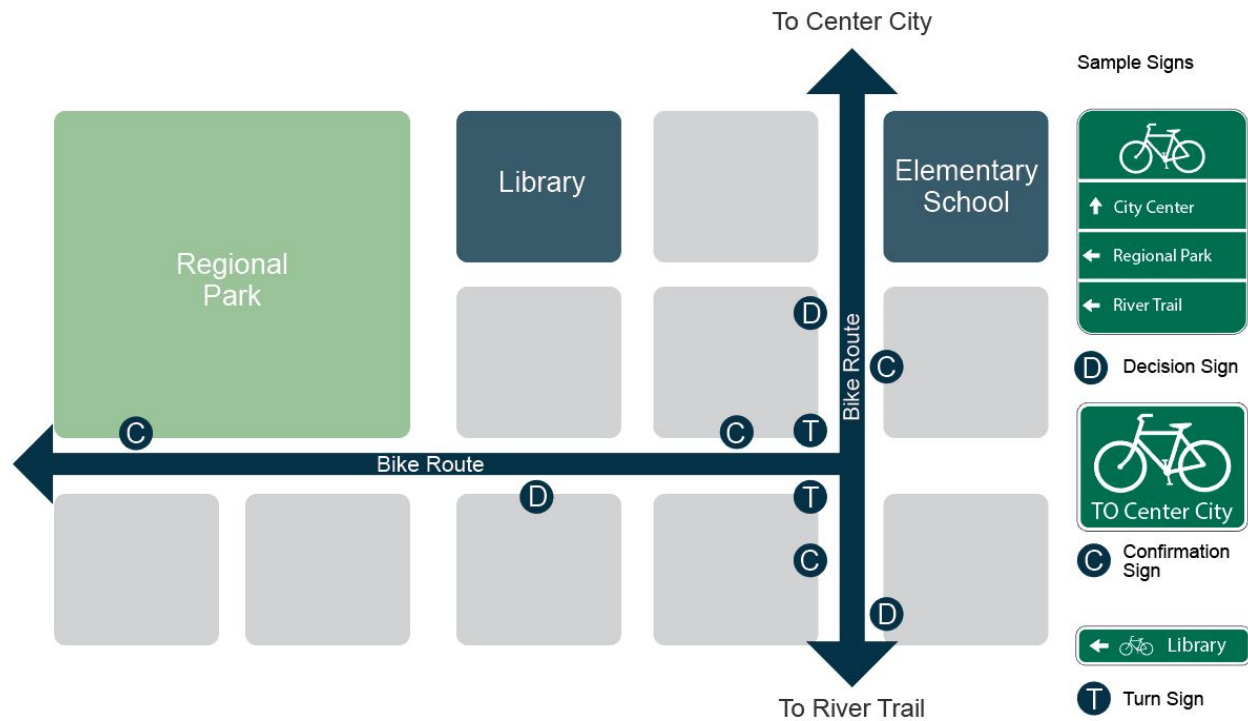 To Center City
Sample Signs
Regional
Park
Library
Elementary
School
City Center
Regional Park
River Trail
D
D Decision Sign
Bike Route
C
C
C
T
Bike Route
TO Center City
D
T
C
C Confirmation
Sign
D
Library
T Turn Sign
To River Trail